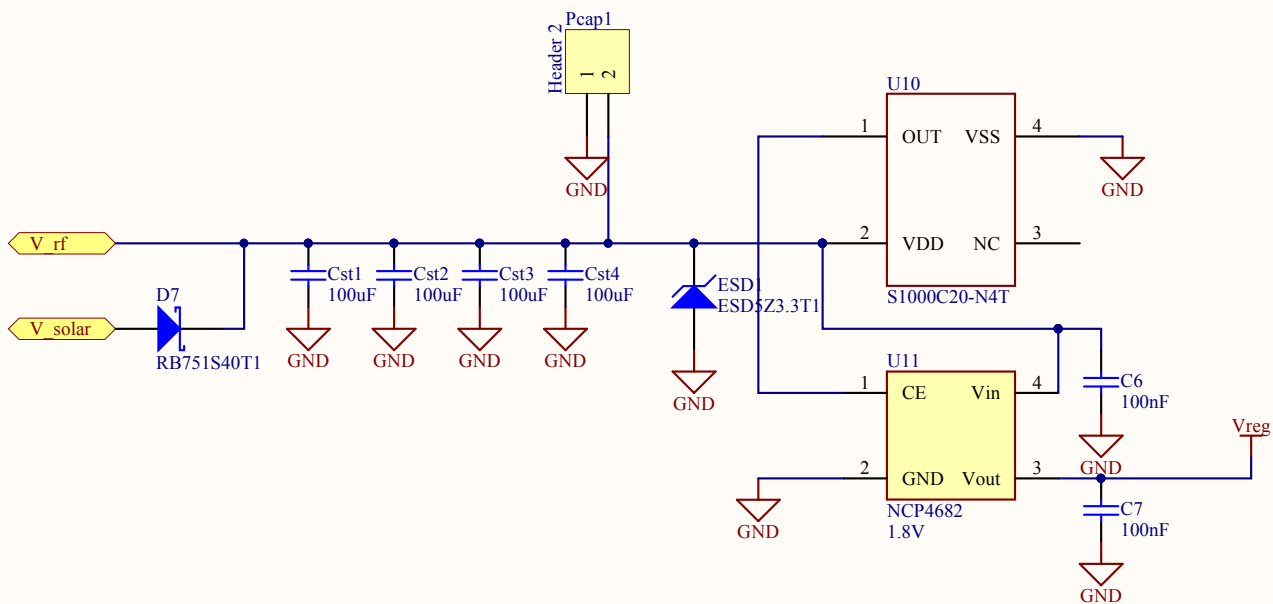 Pcap1
Header 2
1
2
GND
U10
1
OUT
VSS
4
GND
2
VDD
NC
3
S1000C20-N4T
V_rf
Cst1
100uF
GND
Cst2
100uF
GND
Cst3
100uF
GND
Cst4
100uF
GND
D7
V_solar
RB751S40T1
ESD1
ESD5Z3.3T1
GND
U11
1
CE
Vin
4
2
GND
Vout
3
NCP4682
1.8V
GND
C6
100nF
GND
Vreg
C7
100nF
GND